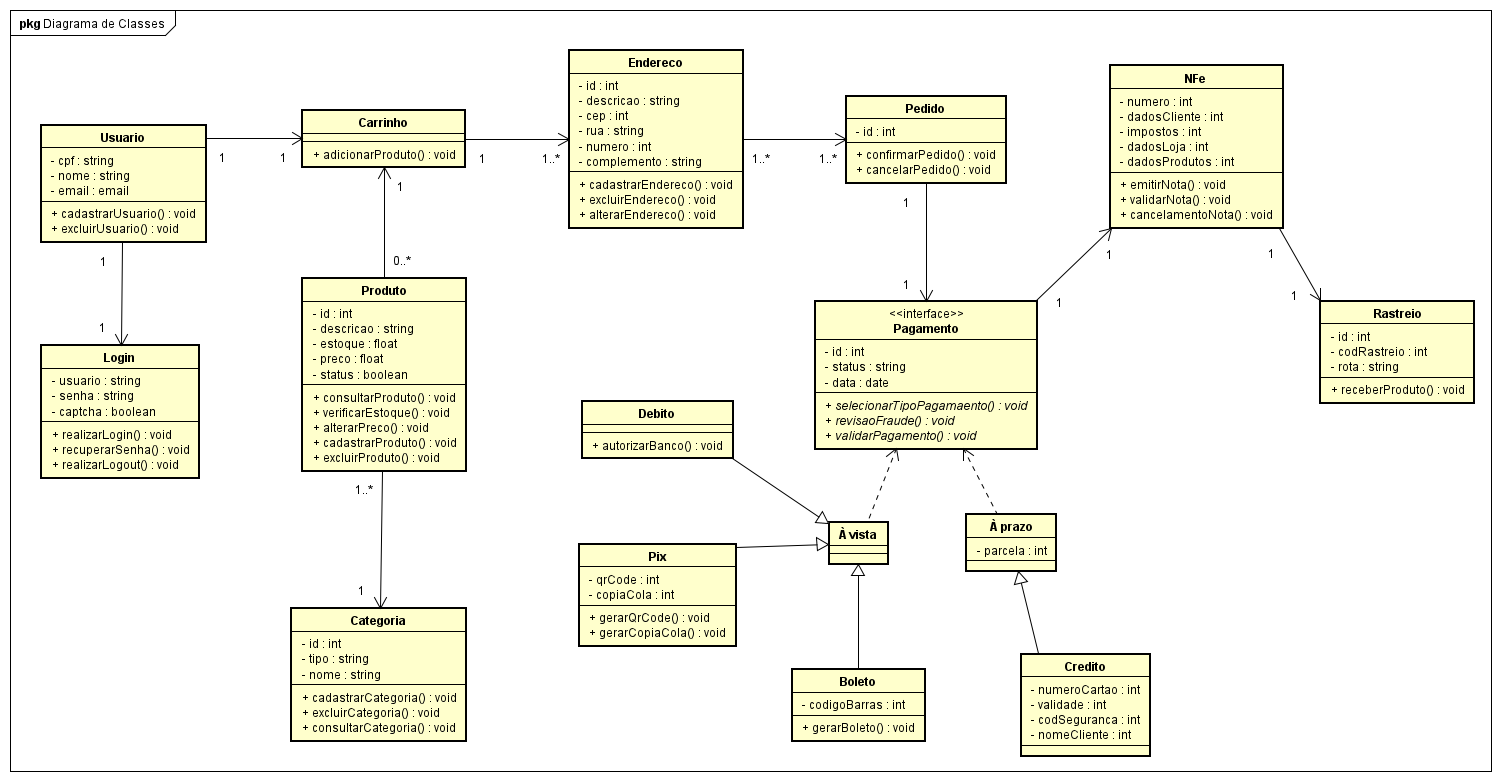 pkg Diagrama de Classes
Usuario
- cpf : string
- nome : string
- email : email
+ cadastrarUsuario() : void
+ excluirUsuario() : void
1
1
1
1
Login
- usuario : string
- senha : string
- captcha : boolean
+ realizarLogin() : void
+ recuperarSenha() : void
+ realizarLogout() : void
Carrinho
+ adicionarProduto() : void
1
1..*
1
0..*
Produto
- id : int
- descricao : string
- estoque : float
- preco : float
- status : boolean
+ consultarProduto() : void
+ verificarEstoque() : void
+ alterarPreco() : void
+ cadastrarProduto() : void
+ excluirProduto() : void
1..*
1
Categoria
- id : int
- tipo : string
- nome : string
+ cadastrarCategoria() : void
+ excluirCategoria() : void
+ consultarCategoria() : void
Endereco
- id : int
- descricao : string
- cep : int
- rua : string
- numero : int
- complemento : string
+ cadastrarEndereco() : void
+ excluirEndereco() : void
+ alterarEndereco() : void
1..*
1..*
Pedido
- id : int
+ confirmarPedido() : void
+ cancelarPedido() : void
1
1
<<interface>>
Pagamento
- id : int
- status : string
- data : date
+ selecionarTipoPagamaento() : void
+ revisaoFraude() : void
+ validarPagamento() : void
1
1
NFe
- numero : int
- dadosCliente : int
- impostos : int
- dadosLoja : int
- dadosProdutos : int
+ emitirNota() : void
+ validarNota() : void
+ cancelamentoNota() : void
1
1
Rastreio
- id : int
- codRastreio : int
- rota : string
+ receberProduto() : void
Debito
+ autorizarBanco() : void
À vista
À prazo
- parcela : int
Pix
- qrCode : int
- copiaCola : int
+ gerarQrCode() : void
+ gerarCopiaCola() : void
Boleto
- codigoBarras : int
+ gerarBoleto() : void
Credito
- numeroCartao : int
- validade : int
- codSeguranca : int
- nomeCliente : int